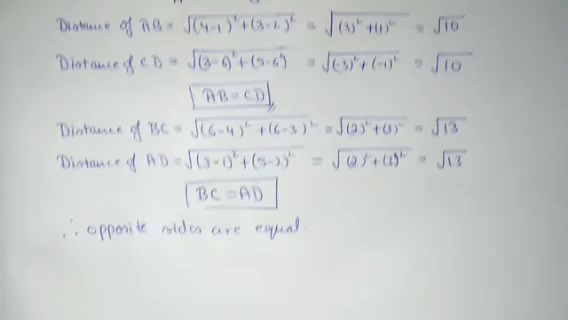 Distance of AB = √(4-1)² + (3-2)² = √(3)² + (1)² = √10
Distance of CD = √(3-6)² + (5-6)² = √(-3)² + (-1)² = √10
AB = CD
Distance of BC = √(6-4)² + (6-3)² = √(2)² + (3)² = √13
Distance of AD = √(3-1)² + (5-2)² = √(2)² + (3)² = √13
BC = AD
∴ opposite sides are equal